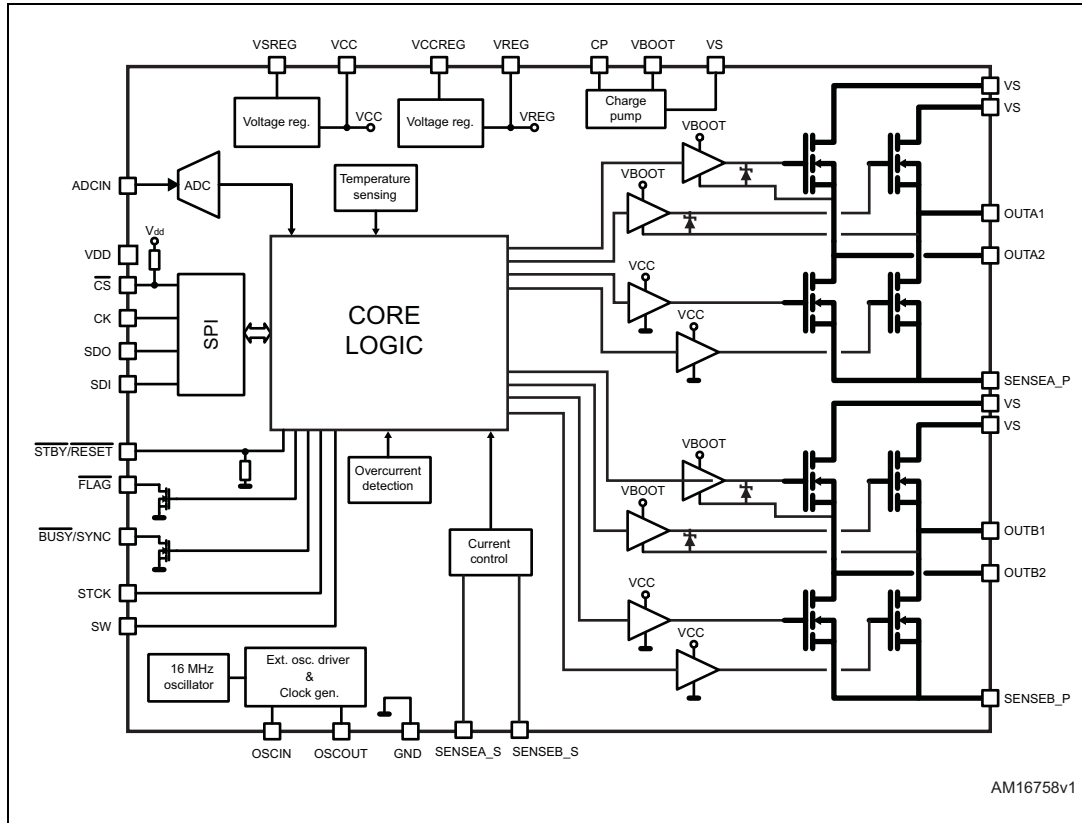 VSREG VCC VCCREG VREG CP VBOOT VS
Voltage reg.
VCC
Voltage reg.
VREG
Charge
pump
VS
VS
VBOOT
ADCIN
ADC
Temperature
sensing
VBOOT
OUTA1
Vdd
VDD
OUTA2
CS
CK
SDO
SDI
SPI
CORE
LOGIC
VCC
VCC
SENSEA_P
VS
VS
STBY/RESET
FLAG
BUSY/SYNC
STCK
SW
Overcurrent
detection
Current
control
VBOOT
VBOOT
OUTB1
OUTB2
VCC
VCC
SENSEB_P
16 MHz
oscillator
Ext. osc. driver
&
Clock gen.
OSCIN OSCOUT GND SENSEA_S SENSEB_S
AM16758v1